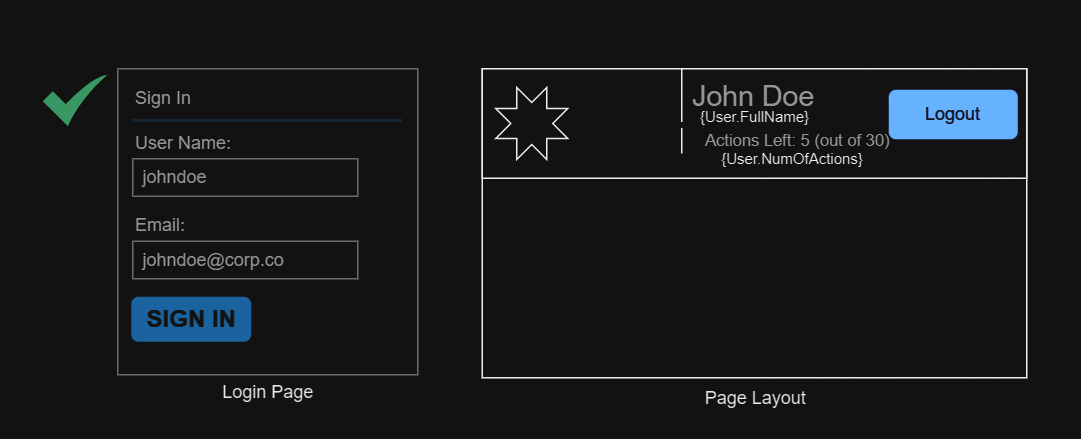 Sign In
User Name:
johndoe
Email:
johndoe@corp.co
SIGN IN
Login Page
John Doe
{User.FullName}
Actions Left: 5 (out of 30)
{User.NumOfActions}
Logout
Page Layout